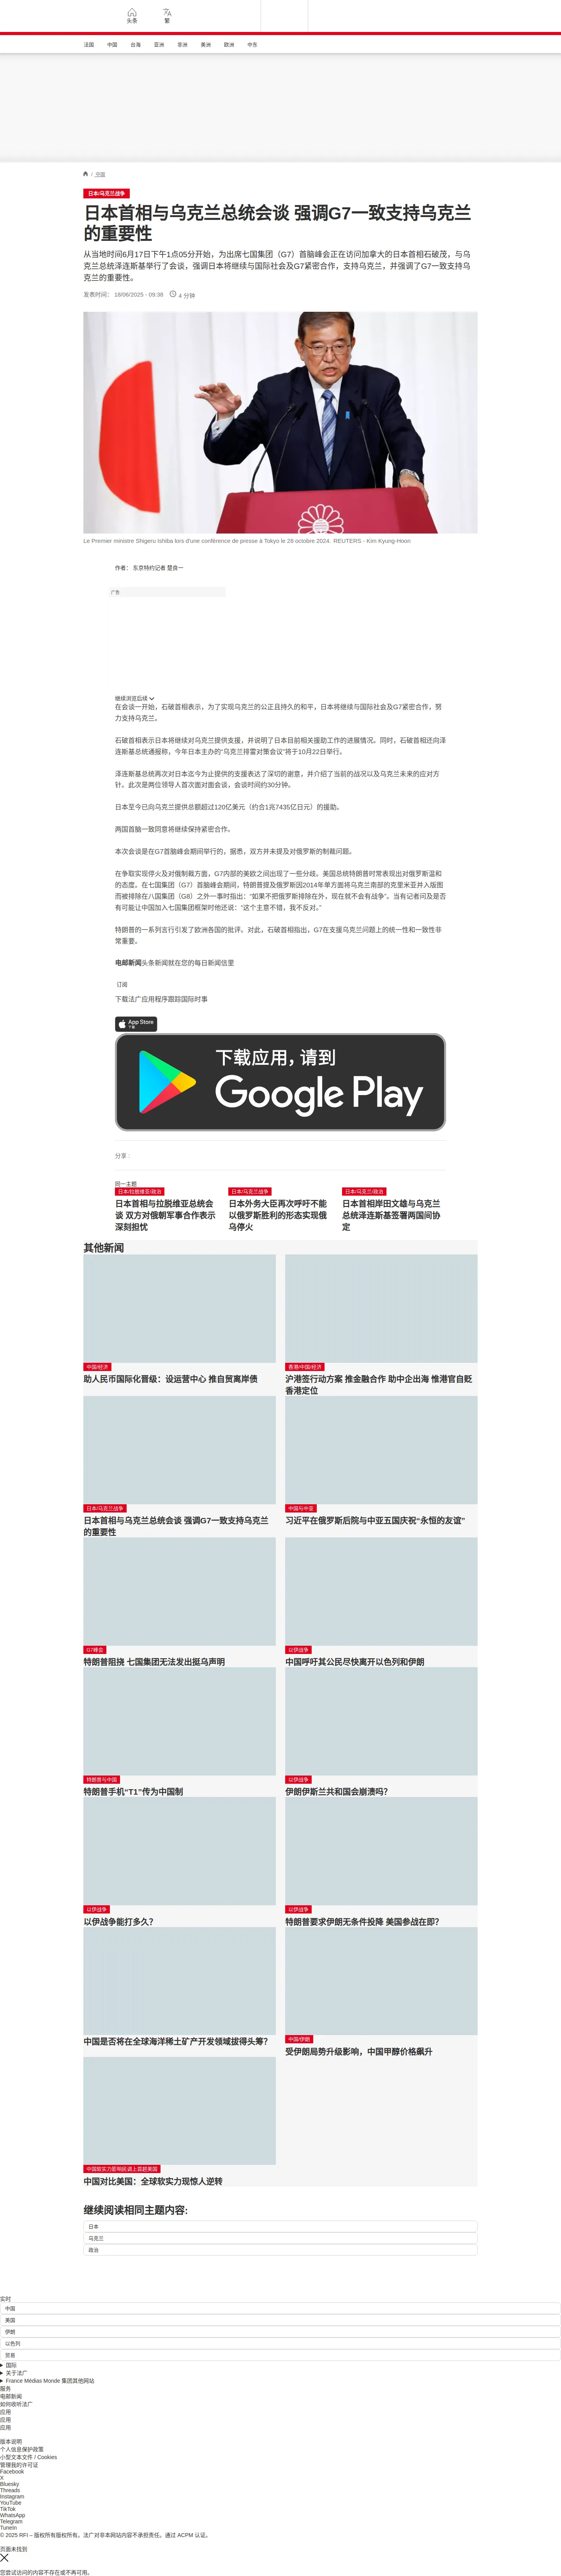 头条
繁
法国 中国 台海 亚洲 非洲 美洲 欧洲 中东
/ 中国
日本/乌克兰战争
日本首相与乌克兰总统会谈 强调G7一致支持乌克兰
的重要性
从当地时间6月17日下午1点05分开始，为出席七国集团（G7）首脑峰会正在访问加拿大的日本首相石破茂，与乌
克兰总统泽连斯基举行了会谈，强调日本将继续与国际社会及G7紧密合作，支持乌克兰，并强调了G7一致支持乌
克兰的重要性。
发表时间： 18/06/2025 - 09:38 4 分钟
Le Premier ministre Shigeru Ishiba lors d'une conférence de presse à Tokyo le 28 octobre 2024. REUTERS - Kim Kyung-Hoon
作者： 东京特约记者 楚良一
广告
继续浏览后续
在会谈一开始，石破首相表示，为了实现乌克兰的公正且持久的和平，日本将继续与国际社会及G7紧密合作，努
力支持乌克兰。
石破首相表示日本将继续对乌克兰提供支援，并说明了日本目前相关援助工作的进展情况。同时，石破首相还向泽
连斯基总统通报称，今年日本主办的“乌克兰排雷对策会议”将于10月22日举行。
泽连斯基总统再次对日本迄今为止提供的支援表达了深切的谢意，并介绍了当前的战况以及乌克兰未来的应对方
针。此次是两位领导人首次面对面会谈，会谈时间约30分钟。
日本至今已向乌克兰提供总额超过120亿美元（约合1兆7435亿日元）的援助。
两国首脑一致同意将继续保持紧密合作。
本次会谈是在G7首脑峰会期间举行的，据悉，双方并未提及对俄罗斯的制裁问题。
在争取实现停火及对俄制裁方面，G7内部的美欧之间出现了一些分歧。美国总统特朗普时常表现出对俄罗斯温和
的态度。在七国集团（G7）首脑峰会期间，特朗普提及俄罗斯因2014年单方面将乌克兰南部的克里米亚并入版图
而被排除在八国集团（G8）之外一事时指出：“如果不把俄罗斯排除在外，现在就不会有战争”。当有记者问及是否
有可能让中国加入七国集团框架时他还说：“这个主意不错，我不反对。”
特朗普的一系列言行引发了欧洲各国的批评。对此，石破首相指出，G7在支援乌克兰问题上的统一性和一致性非
常重要。
电邮新闻头条新闻就在您的每日新闻信里
订阅
下载法广应用程序跟踪国际时事
App Store
下载
下载应用，请到
Google Play
分享 :
同一主题
日本/拉脱维亚/政治
日本首相与拉脱维亚总统会
谈 双方对俄朝军事合作表示
深刻担忧
日本/乌克兰战争
日本外务大臣再次呼吁不能
以俄罗斯胜利的形态实现俄
乌停火
日本/乌克兰/政治
日本首相岸田文雄与乌克兰
总统泽连斯基签署两国间协
定
其他新闻
中国/经济
助人民币国际化晋级：设运营中心 推自贸离岸债
香港/中国/经济
沪港签行动方案 推金融合作 助中企出海 惟港官自贬
香港定位
日本/乌克兰战争
日本首相与乌克兰总统会谈 强调G7一致支持乌克兰
的重要性
中国与中亚
习近平在俄罗斯后院与中亚五国庆祝“永恒的友谊”
G7峰会
特朗普阻挠 七国集团无法发出挺乌声明
以伊战争
中国呼吁其公民尽快离开以色列和伊朗
特朗普与中国
特朗普手机“T1”传为中国制
以伊战争
伊朗伊斯兰共和国会崩溃吗？
以伊战争
以伊战争能打多久？
以伊战争
特朗普要求伊朗无条件投降 美国参战在即？
中国是否将在全球海洋稀土矿产开发领域拔得头筹？
中国/伊朗
受伊朗局势升级影响，中国甲醇价格飙升
中国软实力影响民调上首超美国
中国对比美国：全球软实力现惊人逆转
继续阅读相同主题内容:
日本
乌克兰
政治
实时
中国
美国
伊朗
以色列
贸易
国际
关于法广
France Médias Monde 集团其他网站
服务
电邮新闻
如何收听法广
应用
应用
应用
版本说明
个人信息保护政策
小型文本文件 / Cookies
管理我的许可证
Facebook
X
Bluesky
Threads
Instagram
YouTube
TikTok
WhatsApp
Telegram
TuneIn
© 2025 RFI – 版权所有版权所有。法广对非本网站内容不承担责任。通过 ACPM 认证。
页面未找到
您尝试访问的内容不存在或不再可用。